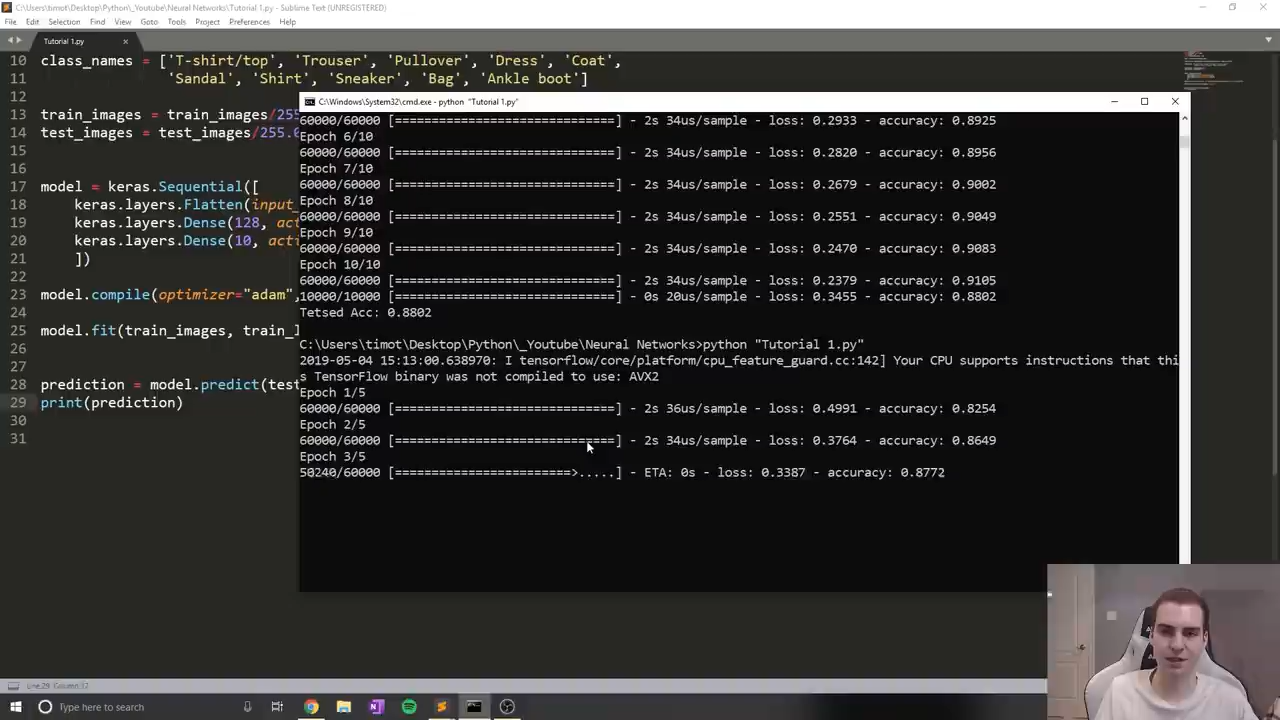 C:\Users\timot\Desktop\Python\_Youtube\Neural Networks\Tutorial 1.py - Sublime Text (UNREGISTERED)
File Edit Selection Find View Goto Tools Project Preferences Help
Tutorial 1.py
10 class_names = ['T-shirt/top', 'Trouser', 'Pullover', 'Dress', 'Coat',
11 'Sandal', 'Shirt', 'Sneaker', 'Bag', 'Ankle boot']
12
13 train_images = train_images/255
14 test_images = test_images/255.0
15
16
17 model = keras.Sequential([
18 keras.layers.Flatten(input_
19 keras.layers.Dense(128, act
20 keras.layers.Dense(10, acti
21 ])
22
23 model.compile(optimizer="adam",
24
25 model.fit(train_images, train_l
26
27
28 prediction = model.predict(test
29 print(prediction)
30
31
C:\Windows\System32\cmd.exe - python "Tutorial 1.py"
60000/60000 [==============================] - 2s 34us/sample - loss: 0.2933 - accuracy: 0.8925
Epoch 6/10
60000/60000 [==============================] - 2s 34us/sample - loss: 0.2820 - accuracy: 0.8956
Epoch 7/10
60000/60000 [==============================] - 2s 34us/sample - loss: 0.2679 - accuracy: 0.9002
Epoch 8/10
60000/60000 [==============================] - 2s 34us/sample - loss: 0.2551 - accuracy: 0.9049
Epoch 9/10
60000/60000 [==============================] - 2s 34us/sample - loss: 0.2470 - accuracy: 0.9083
Epoch 10/10
60000/60000 [==============================] - 2s 34us/sample - loss: 0.2379 - accuracy: 0.9105
10000/10000 [==============================] - 0s 20us/sample - loss: 0.3455 - accuracy: 0.8802
Tetsed Acc: 0.8802
C:\Users\timot\Desktop\Python\_Youtube\Neural Networks>python "Tutorial 1.py"
2019-05-04 15:13:00.638970: I tensorflow/core/platform/cpu_feature_guard.cc:142] Your CPU supports instructions that thi
s TensorFlow binary was not compiled to use: AVX2
Epoch 1/5
60000/60000 [==============================] - 2s 36us/sample - loss: 0.4991 - accuracy: 0.8254
Epoch 2/5
60000/60000 [==============================] - 2s 34us/sample - loss: 0.3764 - accuracy: 0.8649
Epoch 3/5
58240/60000 [========================>.....] - ETA: 0s - loss: 0.3387 - accuracy: 0.8772
Line 29, Column 17
Type here to search